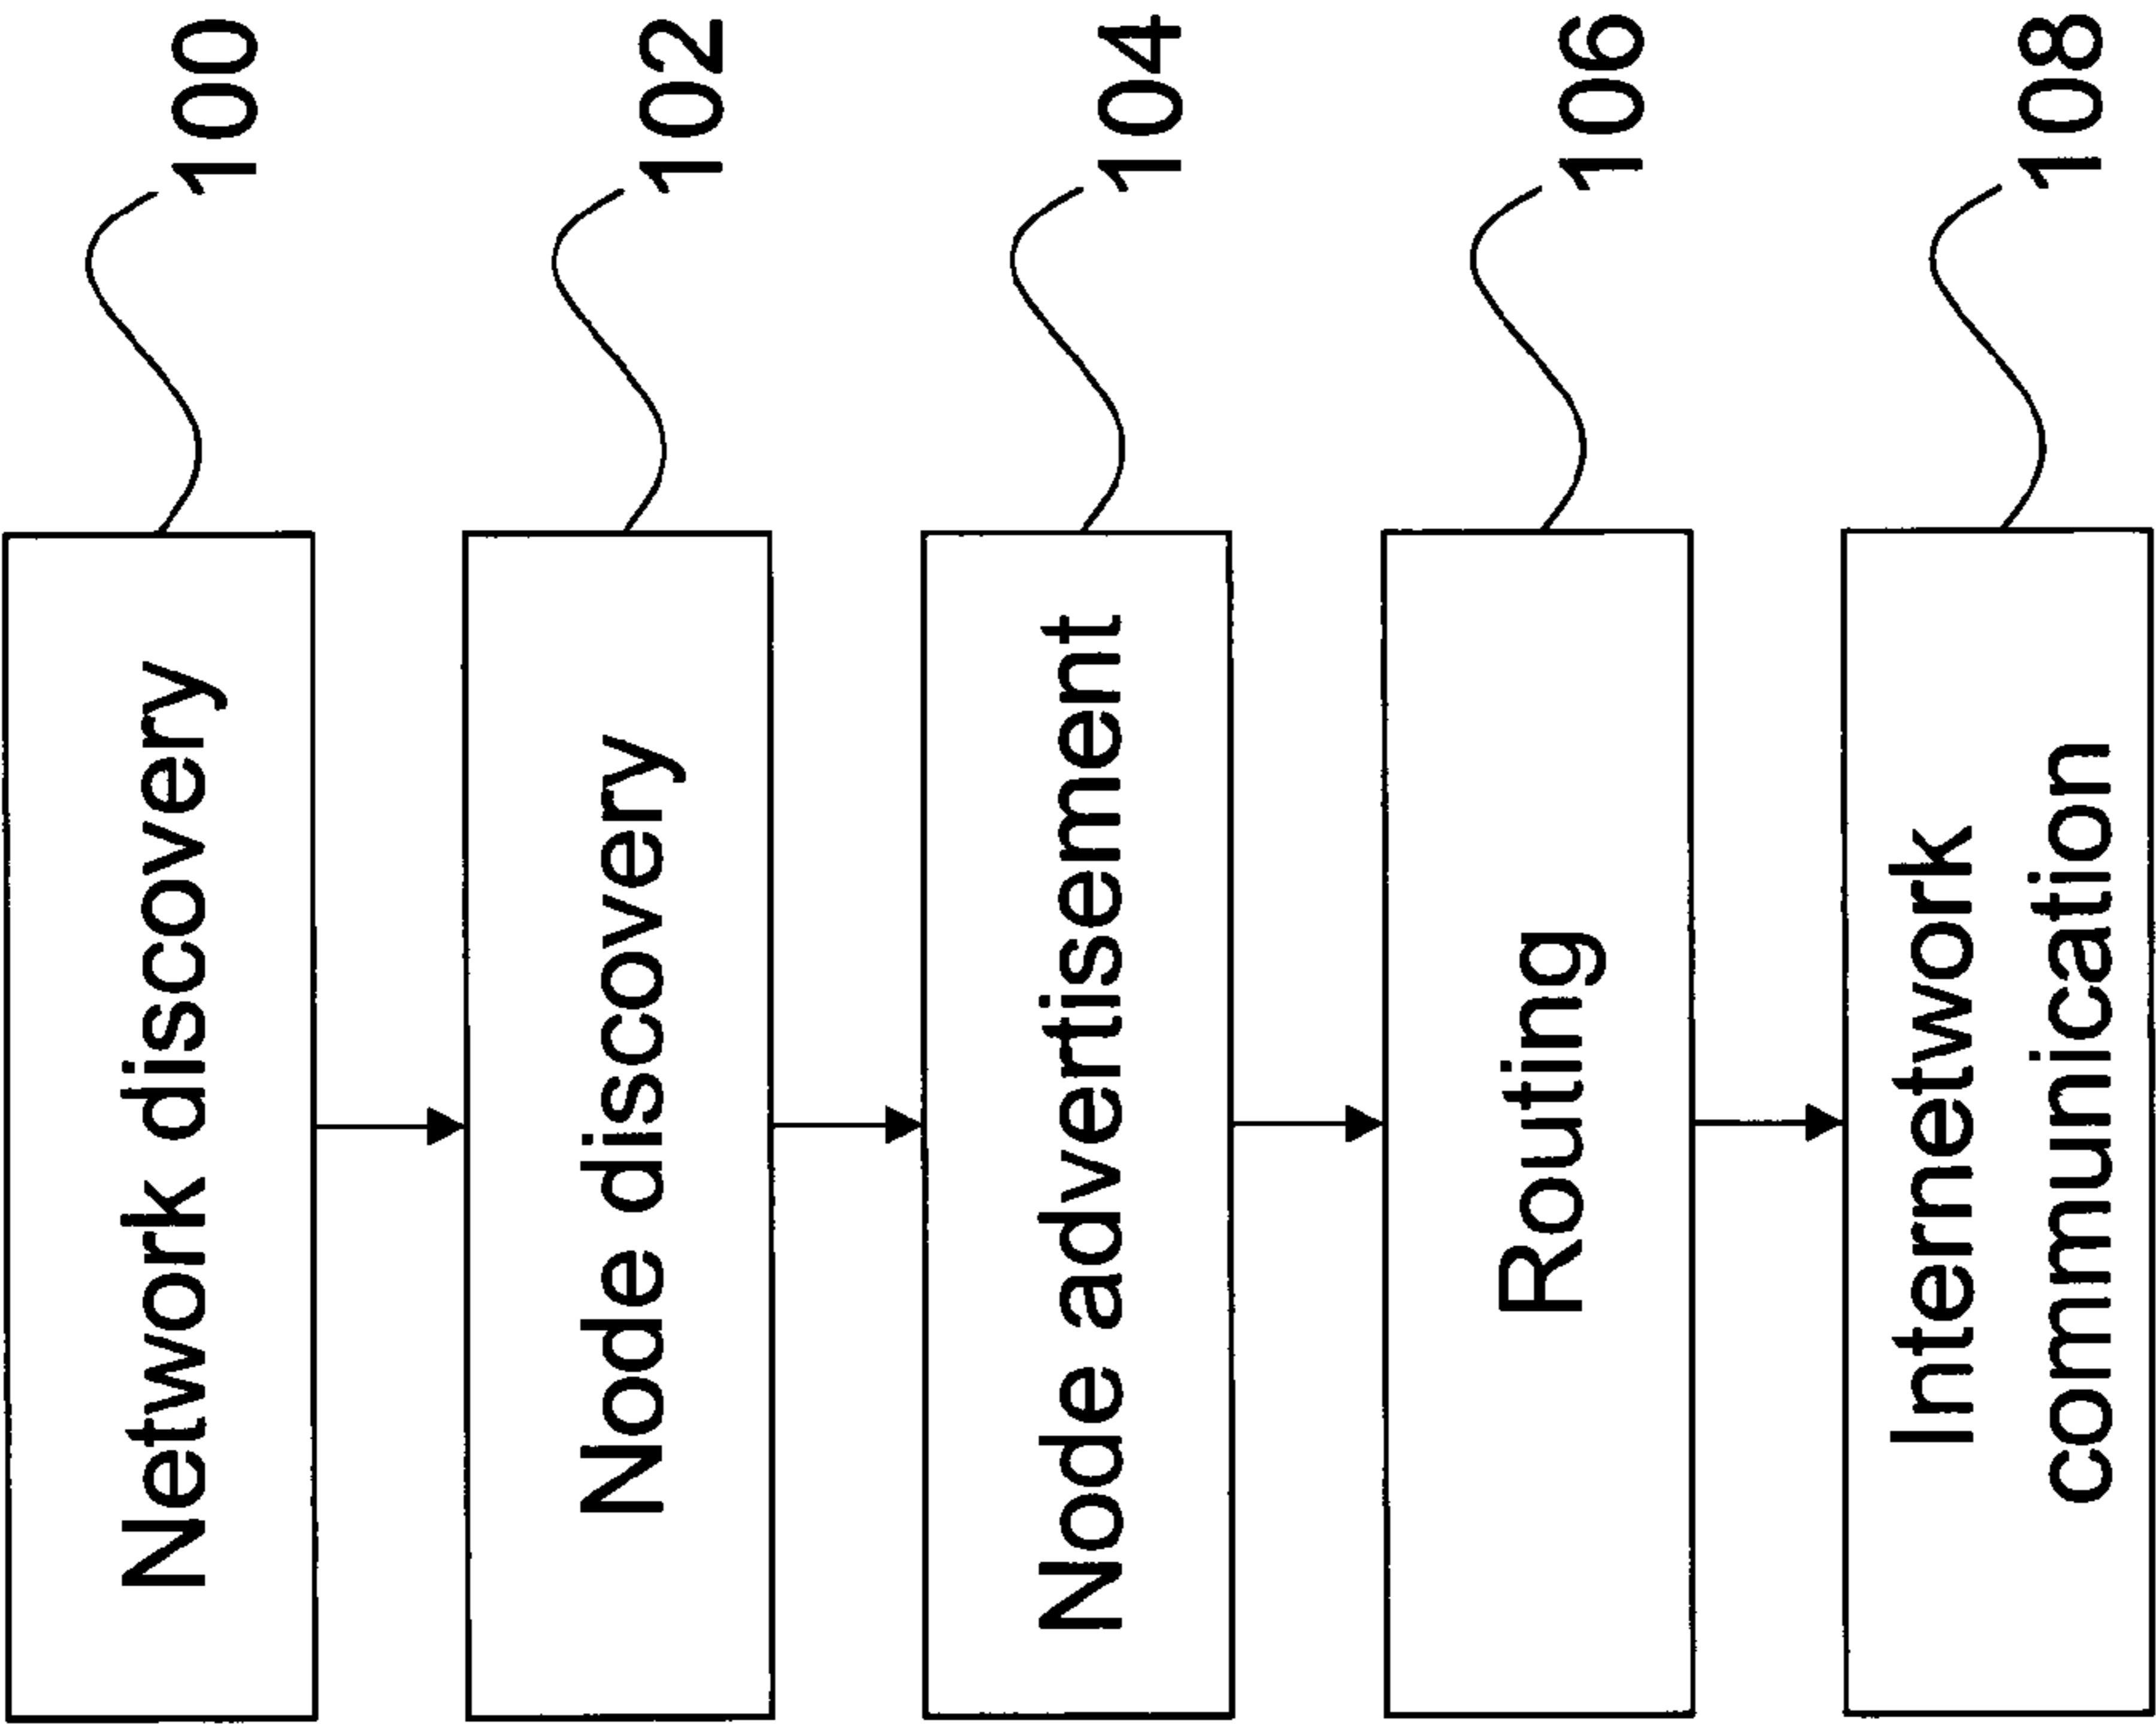 Network discovery
100
Node discovery
102
Node advertisement
104
Routing
106
Internetwork
communication
108